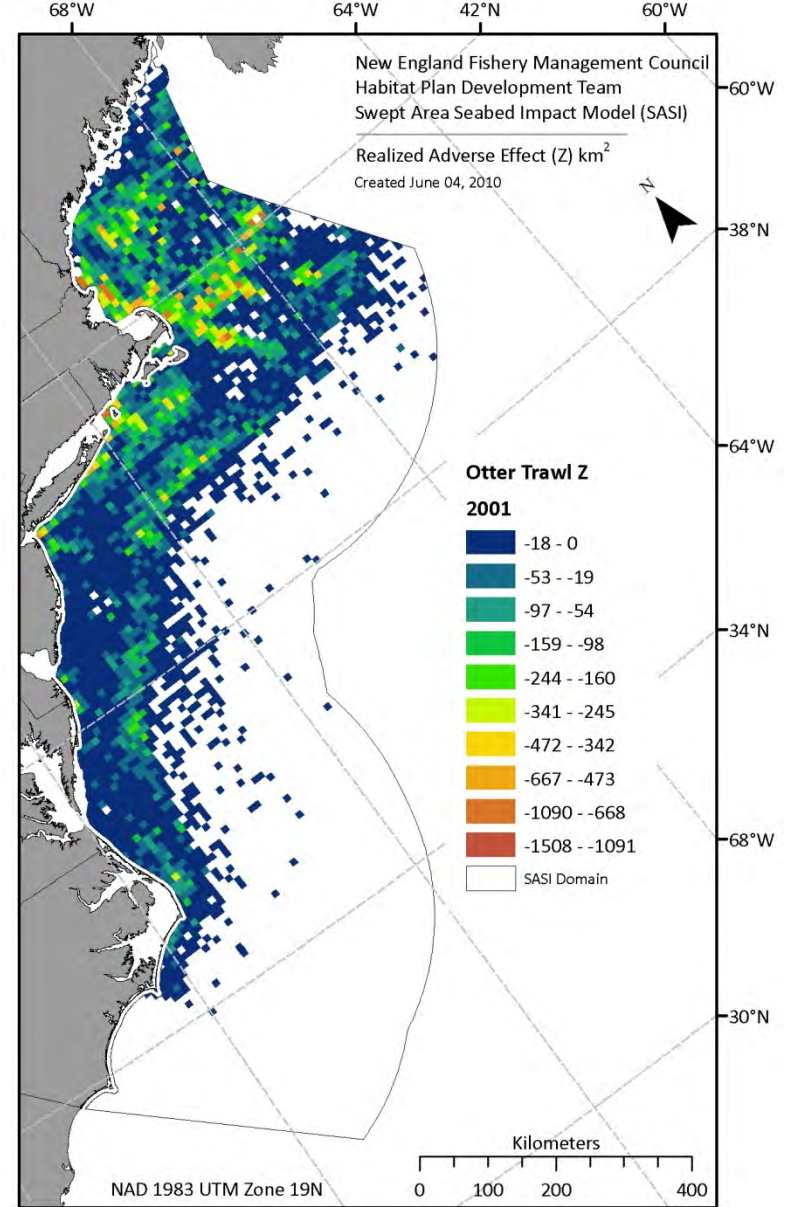 68°W 64°W 42°N 60°W
New England Fishery Management Council
Habitat Plan Development Team
Swept Area Seabed Impact Model (SASI)
Realized Adverse Effect (Z) km²
Created June 04, 2010
N
60°W
38°N
64°W
34°N
68°W
30°N
Otter Trawl Z
2001
-18 - 0
-53 - -19
-97 - -54
-159 - -98
-244 - -160
-341 - -245
-472 - -342
-667 - -473
-1090 - -668
-1508 - -1091
SASI Domain
Kilometers
0 100 200 400
NAD 1983 UTM Zone 19N